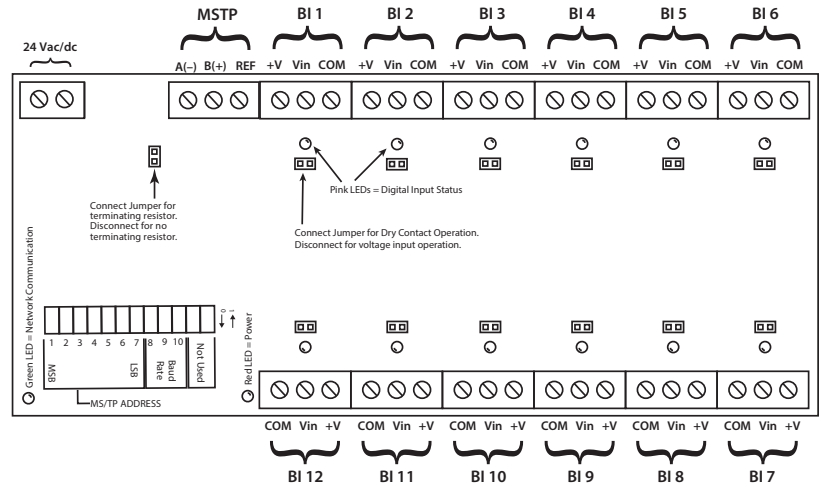 MSTP BI 1 BI 2 BI 3 BI 4 BI 5 BI 6
24 Vac/dc
A(–) B(+) REF +V Vin COM +V Vin COM +V Vin COM +V Vin COM +V Vin COM +V Vin COM
Pink LEDs = Digital Input Status
Connect Jumper for
terminating resistor.
Disconnect for no
terminating resistor.
Connect Jumper for Dry Contact Operation.
Disconnect for voltage input operation.
Green LED = Network Communication
0 1
1 2 3 4 5 6 7 8 9 10
MSB
LSB
Baud
Rate
Not Used
Red LED = Power
MS/TP ADDRESS
COM Vin +V COM Vin +V COM Vin +V COM Vin +V COM Vin +V COM Vin +V
BI 12 BI 11 BI 10 BI 9 BI 8 BI 7